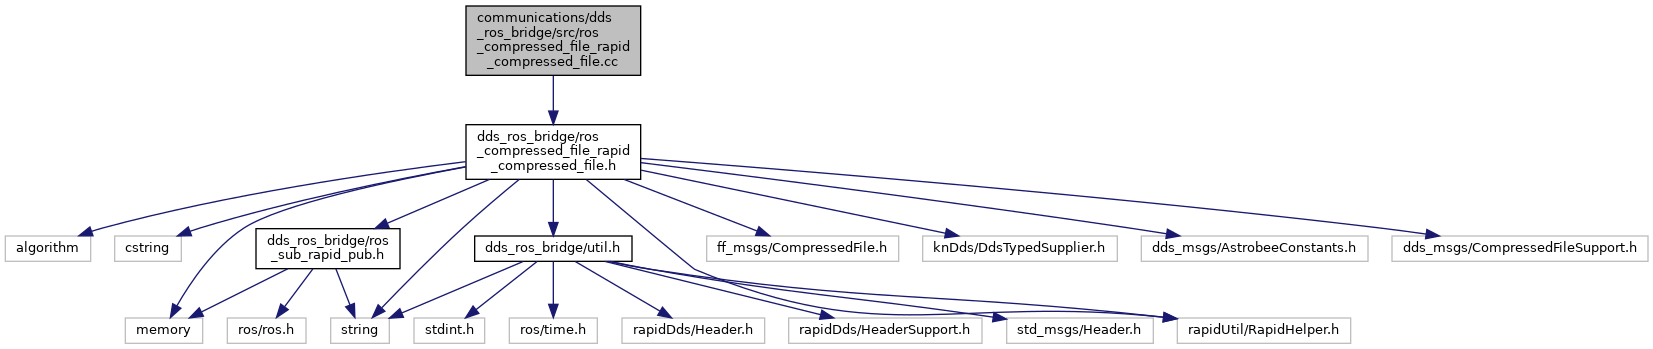 communications/dds
_ros_bridge/src/ros
_compressed_file_rapid
_compressed_file.cc
dds_ros_bridge/ros
_compressed_file_rapid
_compressed_file.h
algorithm
cstring
dds_ros_bridge/ros
_sub_rapid_pub.h
dds_ros_bridge/util.h
ff_msgs/CompressedFile.h
knDds/DdsTypedSupplier.h
dds_msgs/AstrobeeConstants.h
dds_msgs/CompressedFileSupport.h
memory
ros/ros.h
string
stdint.h
ros/time.h
rapidDds/Header.h
rapidDds/HeaderSupport.h
std_msgs/Header.h
rapidUtil/RapidHelper.h